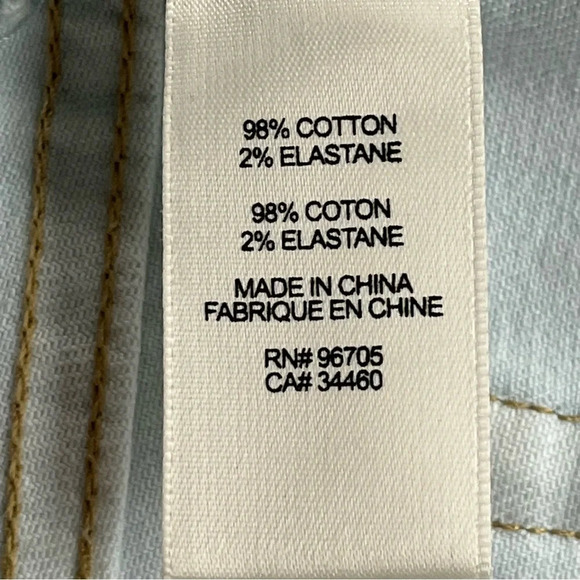 98% COTTON
2% ELASTANE
98% COTON
2% ELASTANE
MADE IN CHINA
FABRIQUE EN CHINE
RN# 96705
CA# 34460